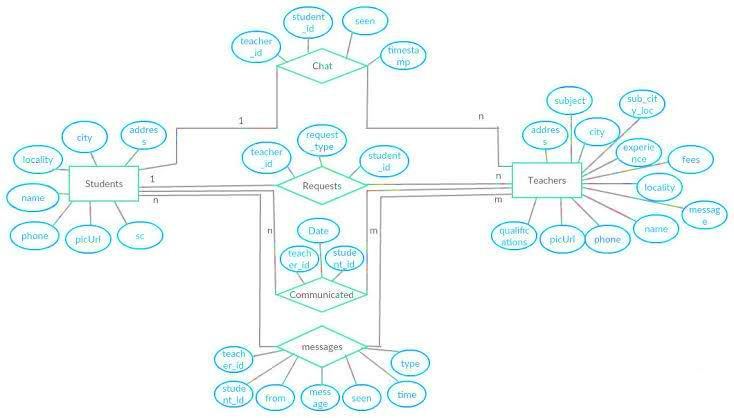 student
_id
seen
teacher
_id
timesta
mp
Chat
1
n
city
addres
s
locality
name
phone
picUrl
sc
Students
1
n
teacher
_id
request
_type
student
_id
Requests
n
m
subject
sub_cit
y_loc
addres
s
city
experie
nce
fees
locality
messag
e
name
phone
picUrl
qualific
ations
Teachers
n
m
Date
teach
er_id
stude
nt_id
Communicated
messages
teach
er_id
stude
nt_id
from
mess
age
seen
time
type